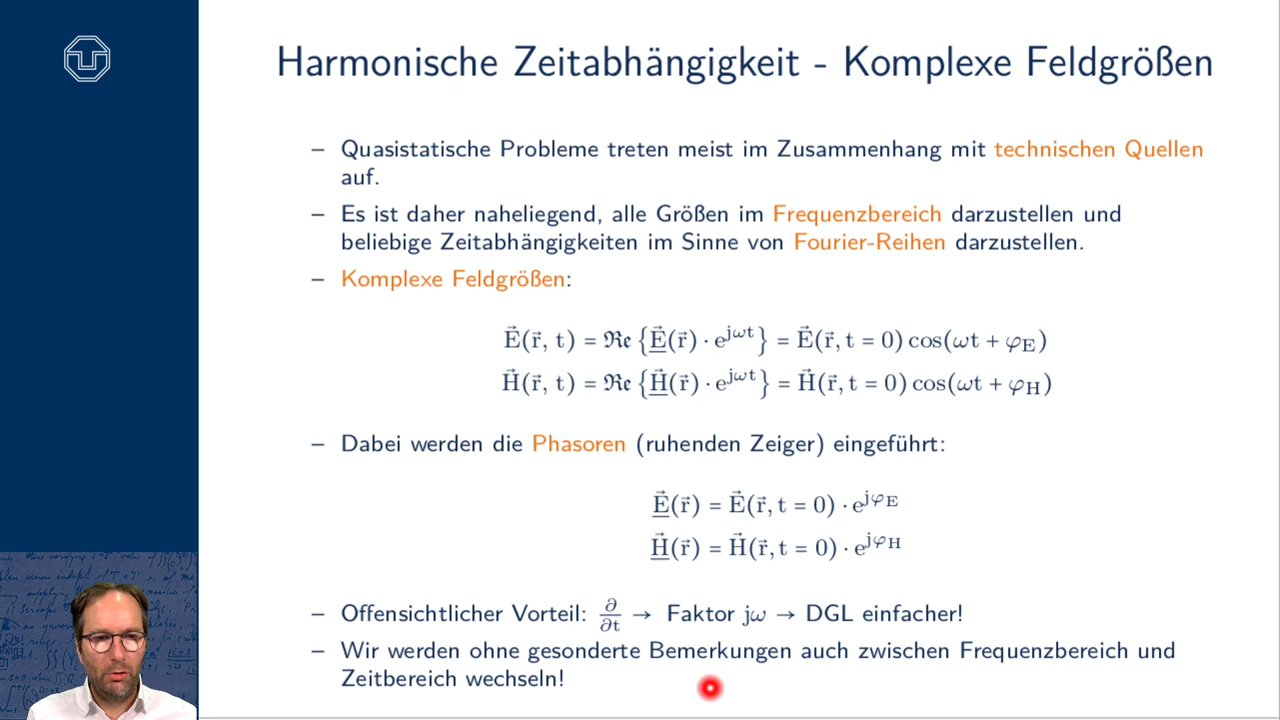 Harmonische Zeitabhängigkeit - Komplexe Feldgrößen
– Quasistatische Probleme treten meist im Zusammenhang mit technischen Quellen
auf.
– Es ist daher naheliegend, alle Größen im Frequenzbereich darzustellen und
beliebige Zeitabhängigkeiten im Sinne von Fourier-Reihen darzustellen.
– Komplexe Feldgrößen:
E⃗(r⃗, t) = ℜe {E̲⃗(r⃗) · e^{jωt}} = E⃗(r⃗, t = 0) cos(ωt + φ_E)
H⃗(r⃗, t) = ℜe {H̲⃗(r⃗) · e^{jωt}} = H⃗(r⃗, t = 0) cos(ωt + φ_H)
– Dabei werden die Phasoren (ruhenden Zeiger) eingeführt:
E̲⃗(r⃗) = E⃗(r⃗, t = 0) · e^{jφ_E}
H̲⃗(r⃗) = H⃗(r⃗, t = 0) · e^{jφ_H}
– Offensichtlicher Vorteil: ∂/∂t → Faktor jω → DGL einfacher!
– Wir werden ohne gesonderte Bemerkungen auch zwischen Frequenzbereich und
Zeitbereich wechseln!